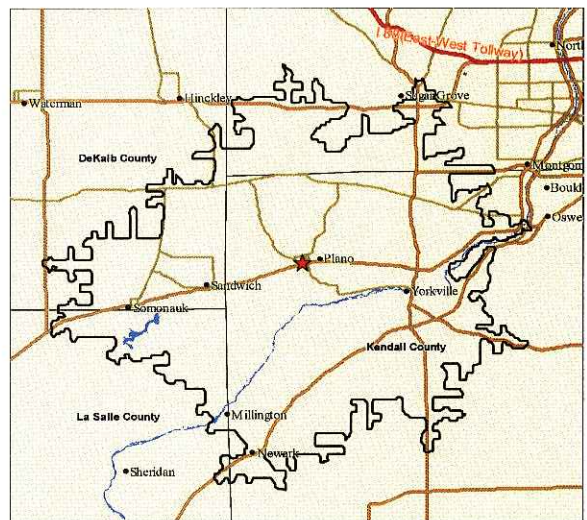 I 88(East-West Tollway)
North
Waterman
Hinckley
Sugar Grove
DeKalb County
Montgom
Bould
Oswe
Plano
Sandwich
Yorkville
Somonauk
Kendall County
La Salle County
Millington
Newark
Sheridan